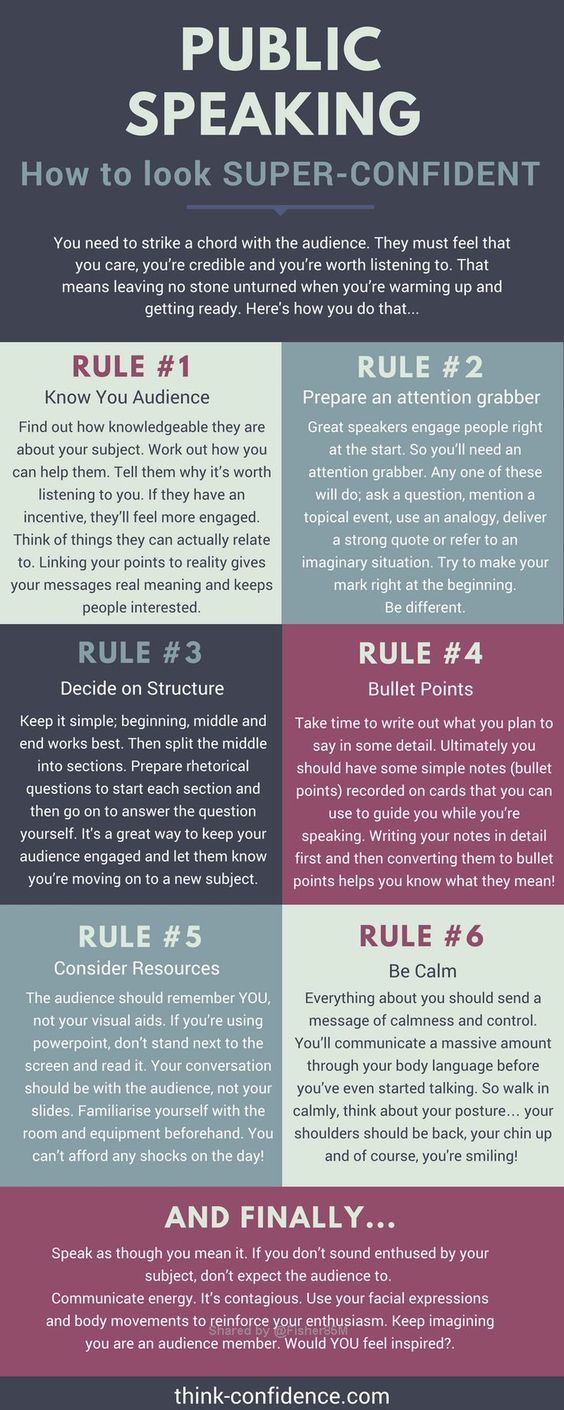 PUBLIC
SPEAKING
How to look SUPER-CONFIDENT
You need to strike a chord with the audience. They must feel that
you care, you're credible and you're worth listening to. That
means leaving no stone unturned when you're warming up and
getting ready. Here's how you do that...
RULE #1
Know You Audience
Find out how knowledgeable they are
about your subject. Work out how you
can help them. Tell them why it's worth
listening to you. If they have an
incentive, they'll feel more engaged.
Think of things they can actually relate
to. Linking your points to reality gives
your messages real meaning and keeps
people interested.
RULE #2
Prepare an attention grabber
Great speakers engage people right
at the start. So you'll need an
attention grabber. Any one of these
will do; ask a question, mention a
topical event, use an analogy, deliver
a strong quote or refer to an
imaginary situation. Try to make your
mark right at the beginning.
Be different.
RULE #3
Decide on Structure
Keep it simple; beginning, middle and
end works best. Then split the middle
into sections. Prepare rhetorical
questions to start each section and
then go on to answer the question
yourself. It's a great way to keep your
audience engaged and let them know
you're moving on to a new subject.
RULE #4
Bullet Points
Take time to write out what you plan to
say in some detail. Ultimately you
should have some simple notes (bullet
points) recorded on cards that you can
use to guide you while you're
speaking. Writing your notes in detail
first and then converting them to bullet
points helps you know what they mean!
RULE #5
Consider Resources
The audience should remember YOU,
not your visual aids. If you're using
powerpoint, don't stand next to the
screen and read it. Your conversation
should be with the audience, not your
slides. Familiarise yourself with the
room and equipment beforehand. You
can't afford any shocks on the day!
RULE #6
Be Calm
Everything about you should send a
message of calmness and control.
You'll communicate a massive amount
through your body language before
you've even started talking. So walk in
calmly, think about your posture... your
shoulders should be back, your chin up
and of course, you're smiling!
AND FINALLY...
Speak as though you mean it. If you don't sound enthused by your
subject, don't expect the audience to.
Communicate energy. It's contagious. Use your facial expressions
and body movements to reinforce your enthusiasm. Keep imagining
Shared by @Fisher85M
you are an audience member. Would YOU feel inspired?.
think-confidence.com